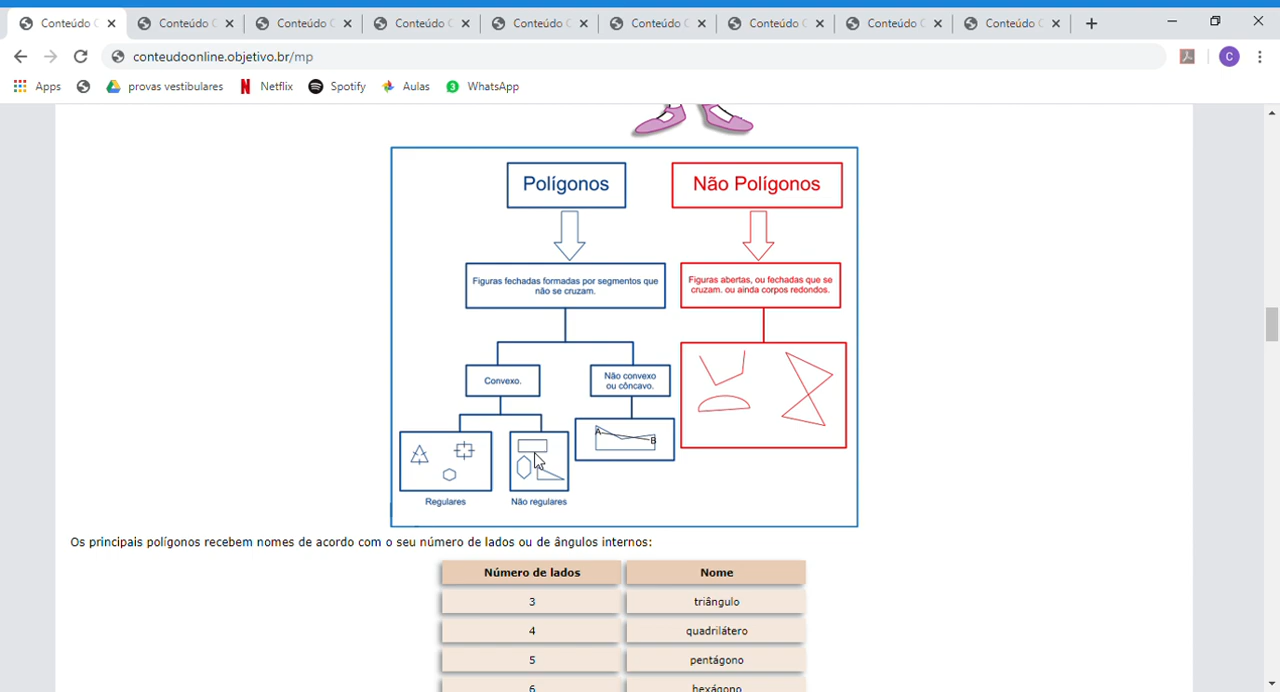 Conteúdo C
Conteúdo C
Conteúdo C
Conteúdo C
Conteúdo C
Conteúdo C
Conteúdo C
Conteúdo C
Conteúdo C
conteudoonline.objetivo.br/mp
C
Apps
provas vestibulares
Netflix
Spotify
Aulas
3
WhatsApp
Polígonos
Não Polígonos
Figuras fechadas formadas por segmentos que
não se cruzam.
Figuras abertas, ou fechadas que se
cruzam. ou ainda corpos redondos.
Convexo.
Não convexo
ou côncavo.
A
B
Regulares
Não regulares
Os principais polígonos recebem nomes de acordo com o seu número de lados ou de ângulos internos:
Número de lados
Nome
3
triângulo
4
quadrilátero
5
pentágono
6
hexágono